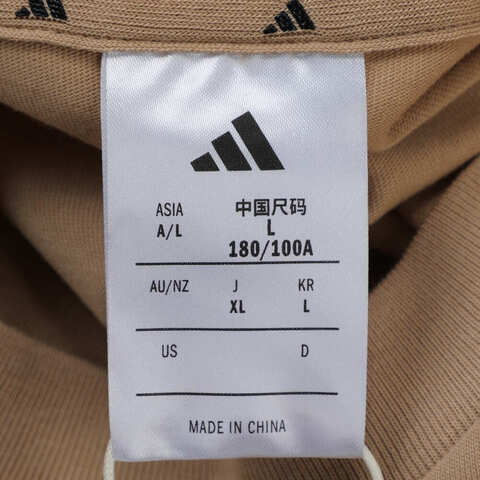 ASIA 中国尺码
A/L L
180/100A
AU/NZ J KR
XL L
US D
MADE IN CHINA